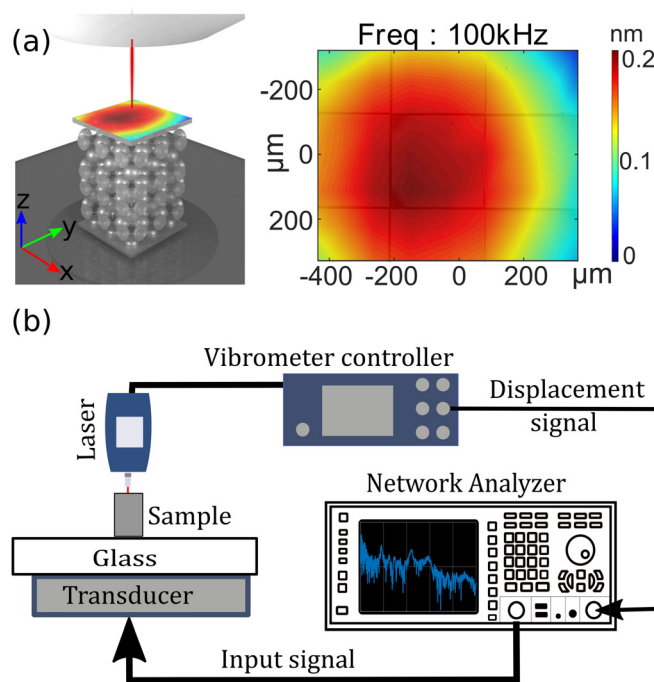 (a)
z
y
x
Freq : 100kHz
nm
-200
0
200
µm
-400 -200 0 200 µm
0.2
0.1
0
(b)
Vibrometer controller
Laser
Displacement
signal
Network Analyzer
Sample
Glass
Transducer
Input signal